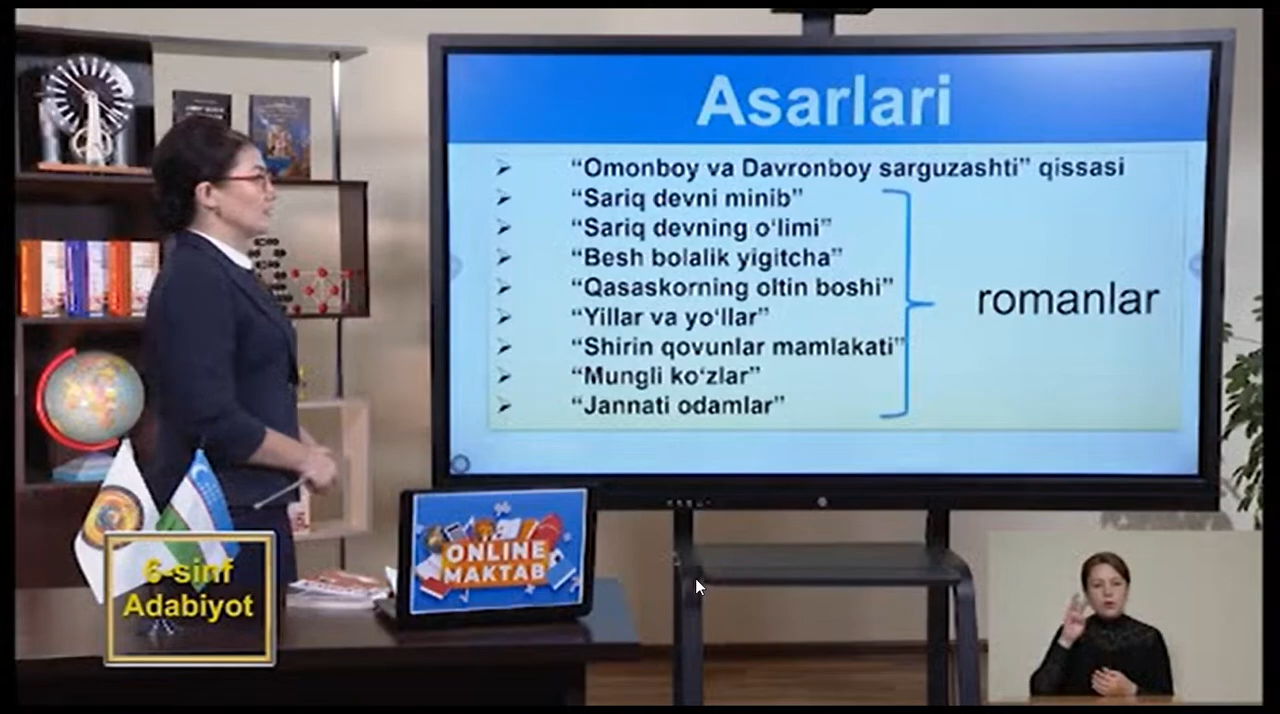 Asarlari
“Omonboy va Davronboy sarguzashti” qissasi
“Sariq devni minib”
“Sariq devning o‘limi”
“Besh bolalik yigitcha”
“Qasaskorning oltin boshi”
“Yillar va yo‘llar”
“Shirin qovunlar mamlakati”
“Mungli ko‘zlar”
“Jannati odamlar”
romanlar
ONLINE
MAKTAB
6-sinf
Adabiyot